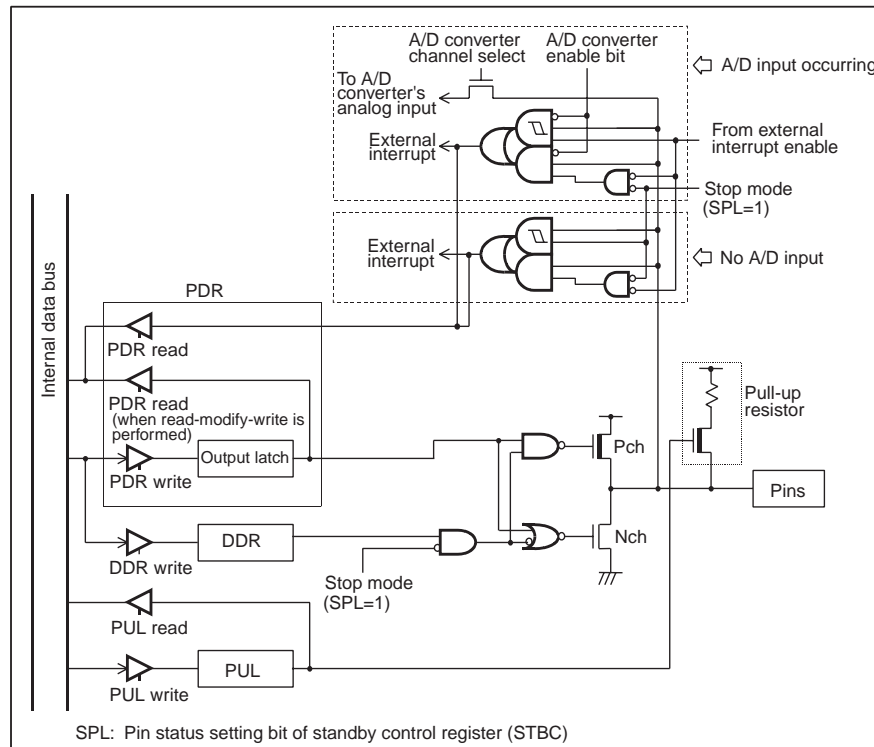 A/D converter
channel select
A/D converter
enable bit
To A/D
converter's
analog input
A/D input occurring
External
interrupt
From external
interrupt enable
Stop mode
(SPL=1)
External
interrupt
No A/D input
Internal data bus
PDR
PDR read
PDR read
(when read-modify-write is
performed)
Output latch
PDR write
Pch
Pull-up
resistor
Pins
DDR
DDR write
Nch
Stop mode
(SPL=1)
PUL read
PUL
PUL write
SPL: Pin status setting bit of standby control register (STBC)